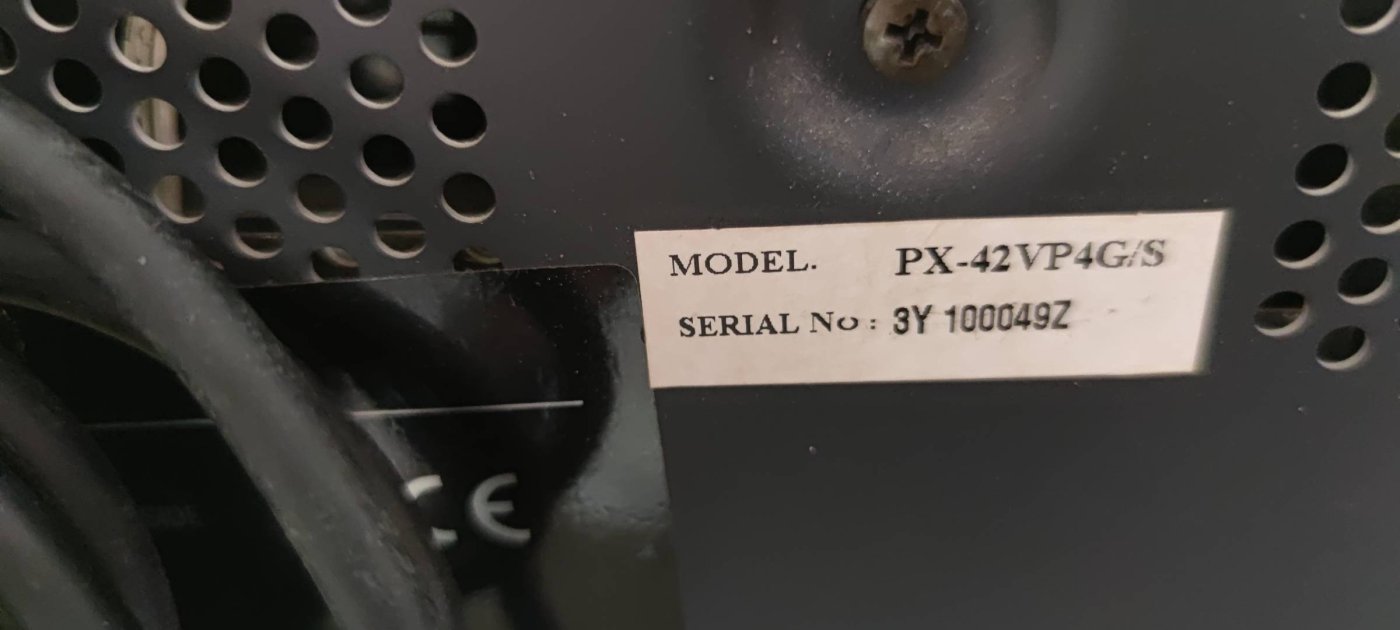 MODEL. PX-42VP4G/S
SERIAL No : 3Y 100049Z
CE